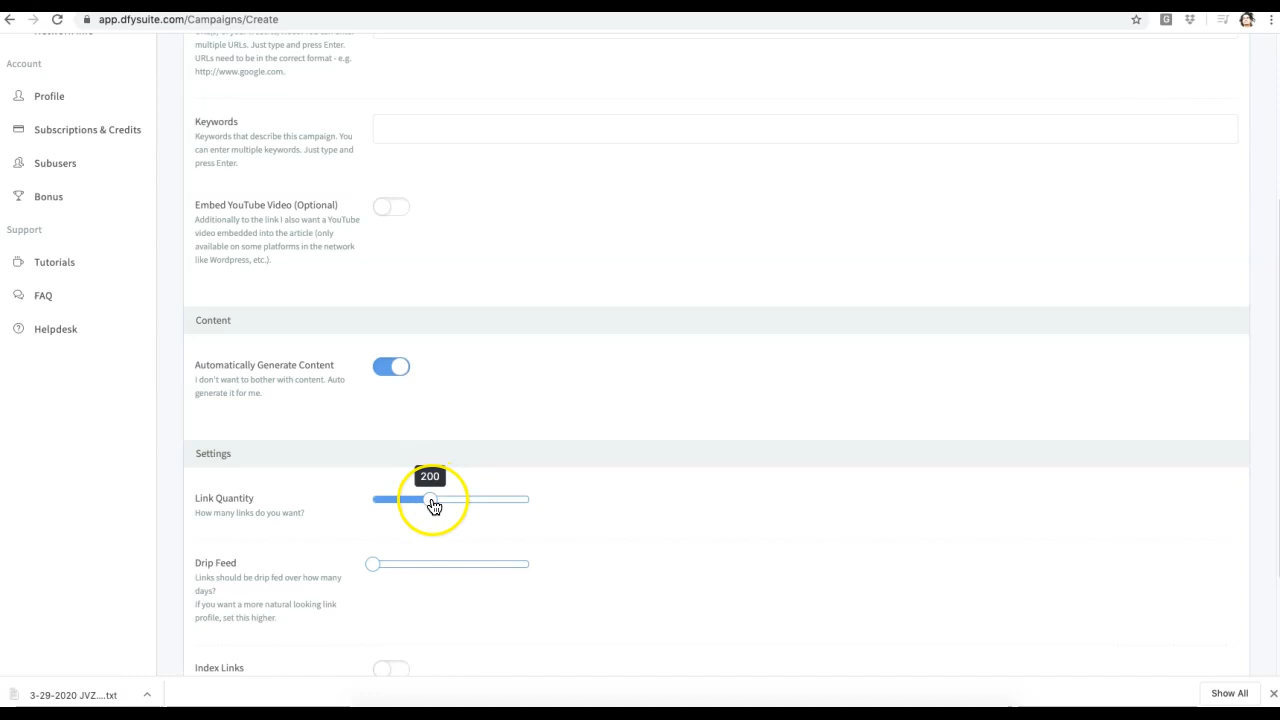 app.dfysuite.com/Campaigns/Create
Account
Profile
Subscriptions & Credits
Subusers
Bonus
Support
Tutorials
FAQ
Helpdesk
multiple URLs. Just type and press Enter.
URLs need to be in the correct format - e.g.
http://www.google.com.
Keywords
Keywords that describe this campaign. You
can enter multiple keywords. Just type and
press Enter.
Embed YouTube Video (Optional)
Additionally to the link I also want a YouTube
video embedded into the article (only
available on some platforms in the network
like Wordpress, etc.).
Content
Automatically Generate Content
I don't want to bother with content. Auto
generate it for me.
Settings
200
Link Quantity
How many links do you want?
Drip Feed
Links should be drip fed over how many
days?
If you want a more natural looking link
profile, set this higher.
Index Links
3-29-2020 JVZ....txt
Show All